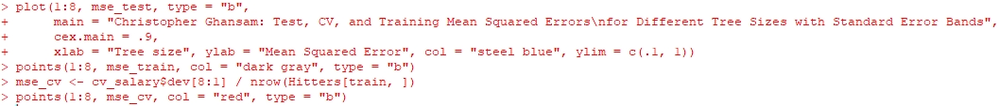 > plot(1:8, mse_test, type = "b",
+      main = "Christopher Ghansam: Test, CV, and Training Mean Squared Errors\nfor Different Tree Sizes with Standard Error Bands",
+      cex.main = .9,
+      xlab = "Tree size", ylab = "Mean Squared Error", col = "steel blue", ylim = c(.1, 1))
> points(1:8, mse_train, col = "dark gray", type = "b")
> mse_cv <- cv_salary$dev[8:1] / nrow(Hitters[train, ])
> points(1:8, mse_cv, col = "red", type = "b")